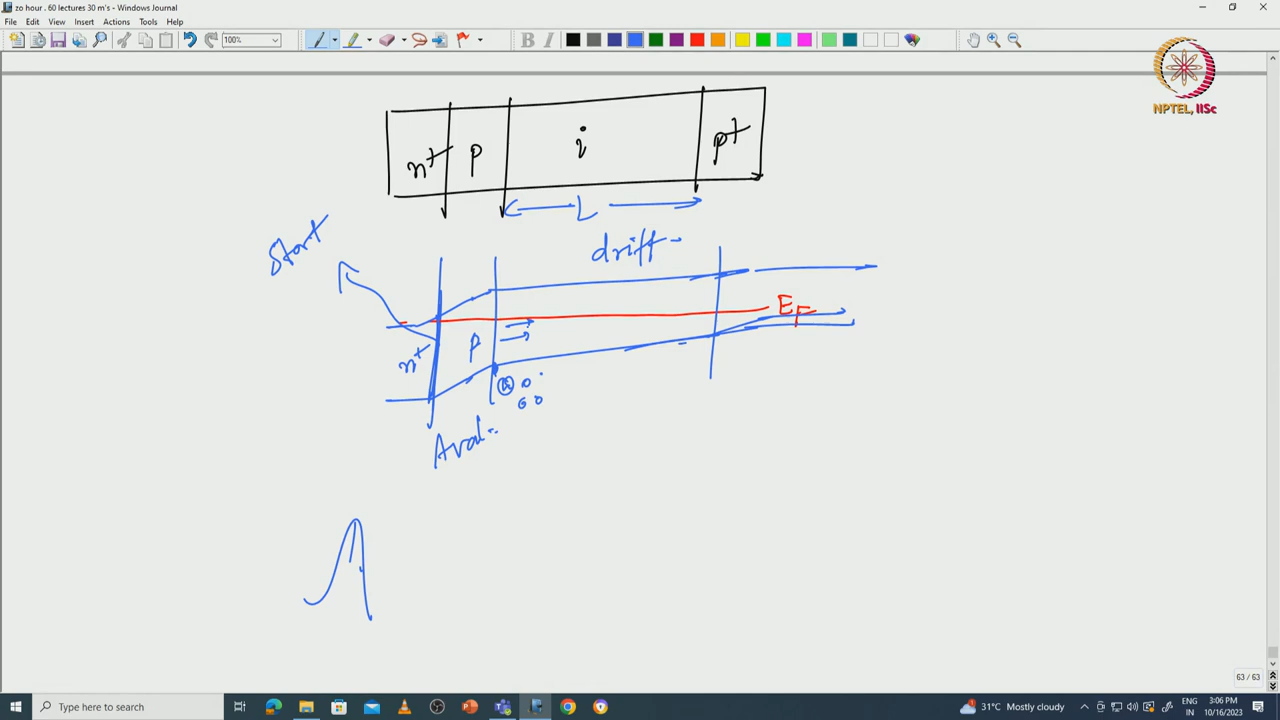 zo hour . 60 lectures 30 m's - Windows Journal
File Edit View Insert Actions Tools Help
100%
B I
NPTEL, IISc
n+ p i p+
L
drift
Start
EF
n+ p
Aval
63 / 63
Type here to search
31°C Mostly cloudy
ENG
IN
3:06 PM
10/16/2023